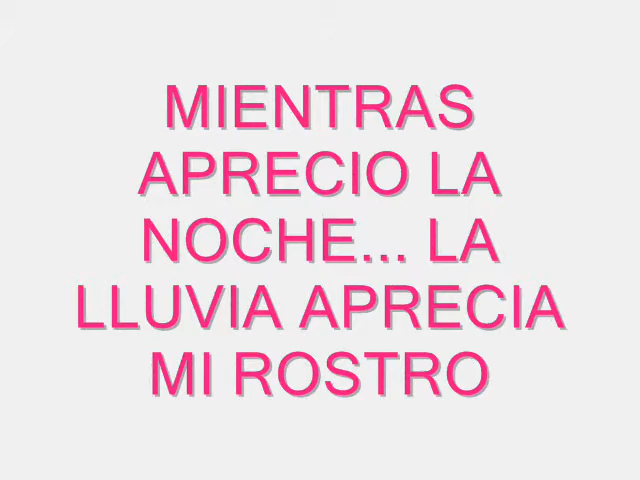 MIENTRAS
APRECIO LA
NOCHE... LA
LLUVIA APRECIA
MI ROSTRO